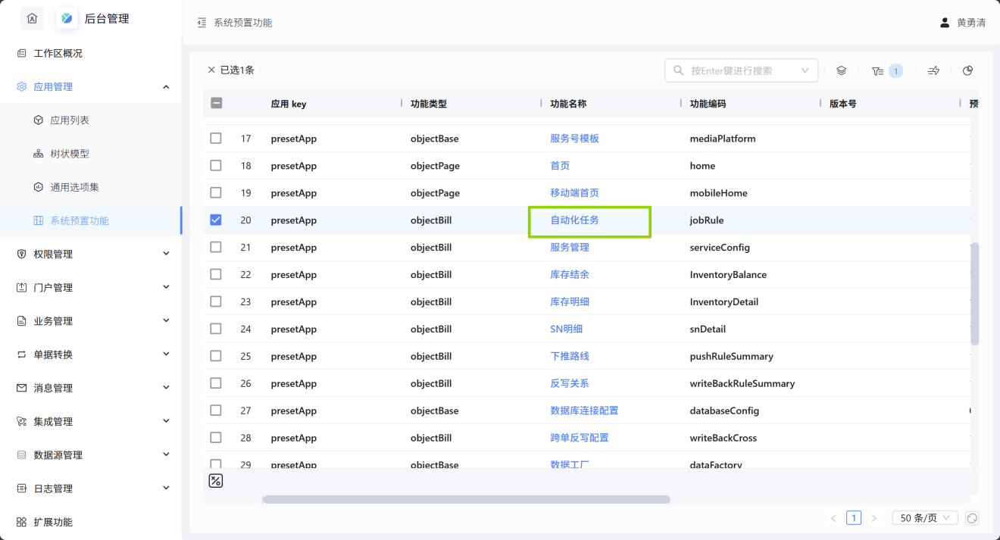 后台管理
工作区概况
应用管理
应用列表
树状模型
通用选项集
系统预置功能
权限管理
门户管理
业务管理
单据转换
消息管理
集成管理
数据源管理
日志管理
扩展功能
系统预置功能
黄勇清
已选1条
按Enter键进行搜索
1
应用 key 功能类型 功能名称 功能编码 版本号 预
17 presetApp objectBase 服务号模板 mediaPlatform
18 presetApp objectPage 首页 home
19 presetApp objectPage 移动端首页 mobileHome
20 presetApp objectBill 自动化任务 jobRule
21 presetApp objectBill 服务管理 serviceConfig
22 presetApp objectBill 库存结余 InventoryBalance
23 presetApp objectBill 库存明细 InventoryDetail
24 presetApp objectBill SN明细 snDetail
25 presetApp objectBill 下推路线 pushRuleSummary
26 presetApp objectBill 反写关系 writeBackRuleSummary
27 presetApp objectBase 数据库连接配置 databaseConfig
28 presetApp objectBill 跨单反写配置 writeBackCross
29 presetApp objectBase 数据工厂 dataFactory
1
50 条/页